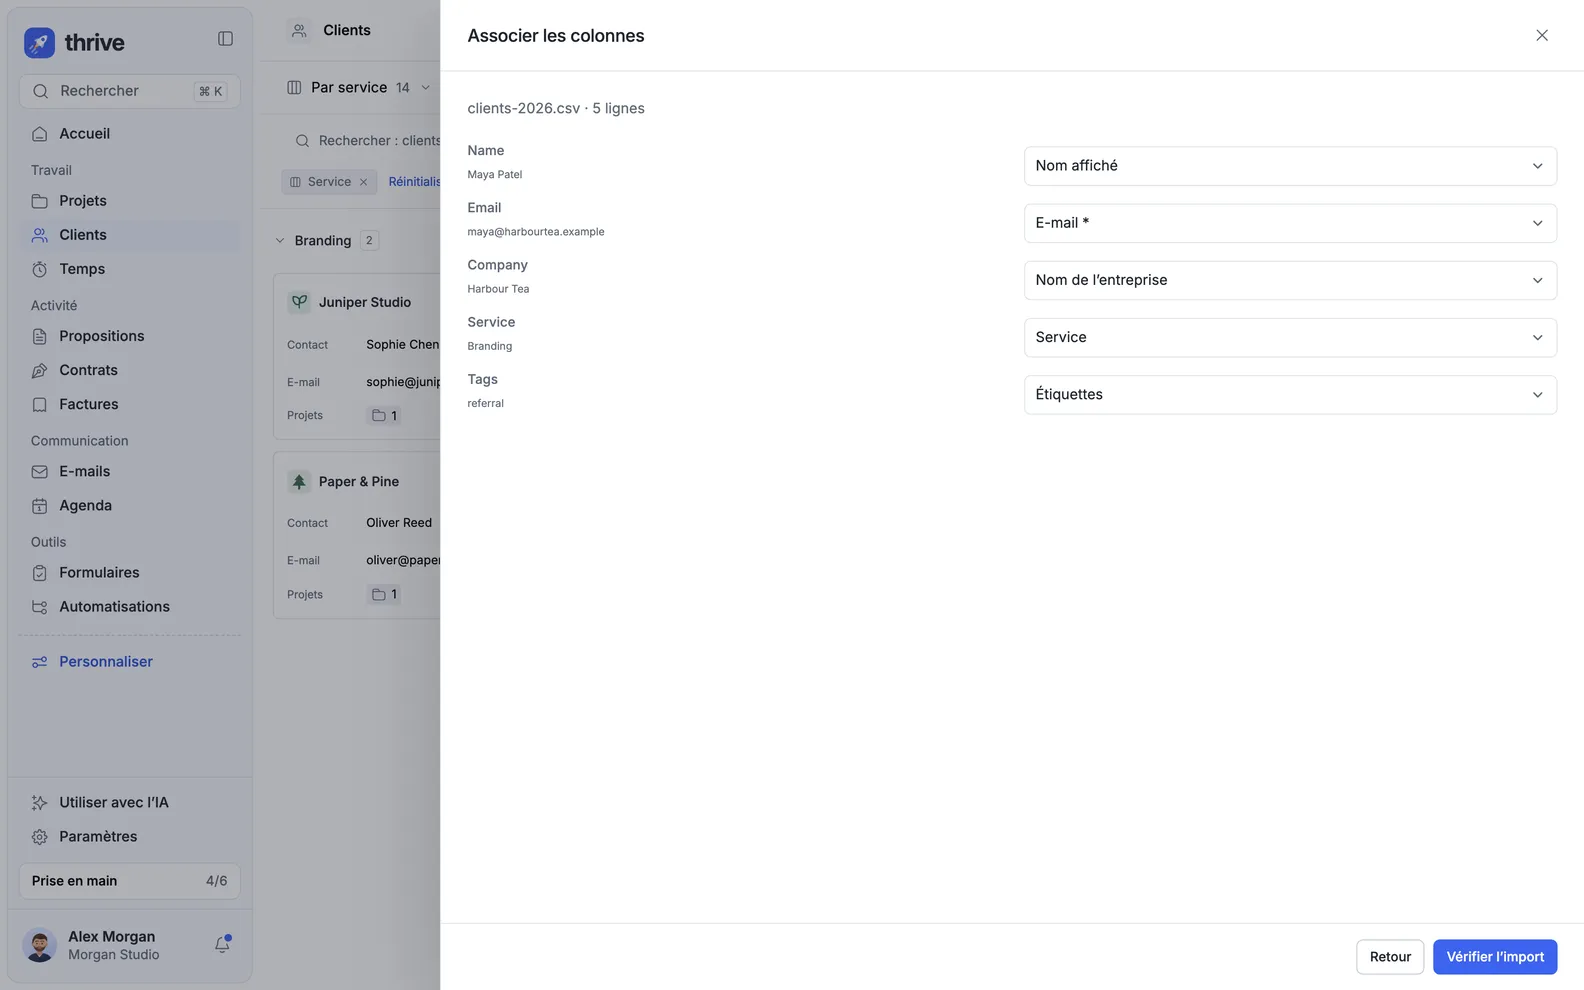 thrive
Rechercher
⌘ K
Accueil
Travail
Projets
Clients
Temps
Activité
Propositions
Contrats
Factures
Communication
E-mails
Agenda
Outils
Formulaires
Automatisations
Personnaliser
Utiliser avec l’IA
Paramètres
Prise en main 4/6
Alex Morgan
Morgan Studio
Clients
Par service 14
Rechercher : clients
Service
Réinitialis
Branding 2
Juniper Studio
Contact Sophie Chen
E-mail sophie@junip
Projets 1
Paper & Pine
Contact Oliver Reed
E-mail oliver@paper
Projets 1
Associer les colonnes
clients-2026.csv · 5 lignes
Name
Maya Patel
Nom affiché
Email
maya@harbourtea.example
E-mail *
Company
Harbour Tea
Nom de l’entreprise
Service
Branding
Service
Tags
referral
Étiquettes
Retour
Vérifier l’import